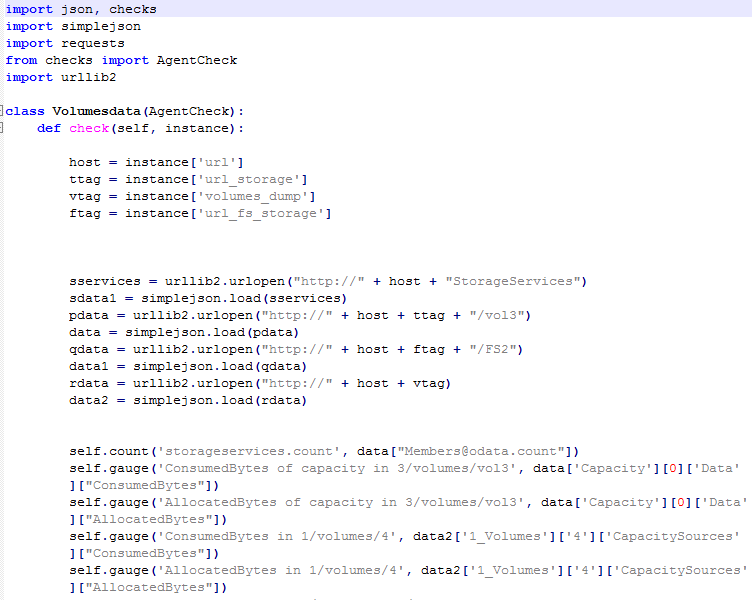 import json, checks
import simplejson
import requests
from checks import AgentCheck
import urllib2
class Volumesdata(AgentCheck):
def check(self, instance):
host = instance['url']
ttag = instance['url_storage']
vtag = instance['volumes_dump']
ftag = instance['url_fs_storage']
sservices = urllib2.urlopen("http://" + host + "StorageServices")
sdata1 = simplejson.load(sservices)
pdata = urllib2.urlopen("http://" + host + ttag + "/vol3")
data = simplejson.load(pdata)
qdata = urllib2.urlopen("http://" + host + ftag + "/FS2")
data1 = simplejson.load(qdata)
rdata = urllib2.urlopen("http://" + host + vtag)
data2 = simplejson.load(rdata)
self.count('storageservices.count', data["Members@odata.count"])
self.gauge('ConsumedBytes of capacity in 3/volumes/vol3', data['Capacity'][0]['Data'
]["ConsumedBytes"])
self.gauge('AllocatedBytes of capacity in 3/volumes/vol3', data['Capacity'][0]['Data'
]["AllocatedBytes"])
self.gauge('ConsumedBytes in 1/volumes/4', data2['1_Volumes']['4']['CapacitySources'
]["ConsumedBytes"])
self.gauge('AllocatedBytes in 1/volumes/4', data2['1_Volumes']['4']['CapacitySources'
]["AllocatedBytes"])